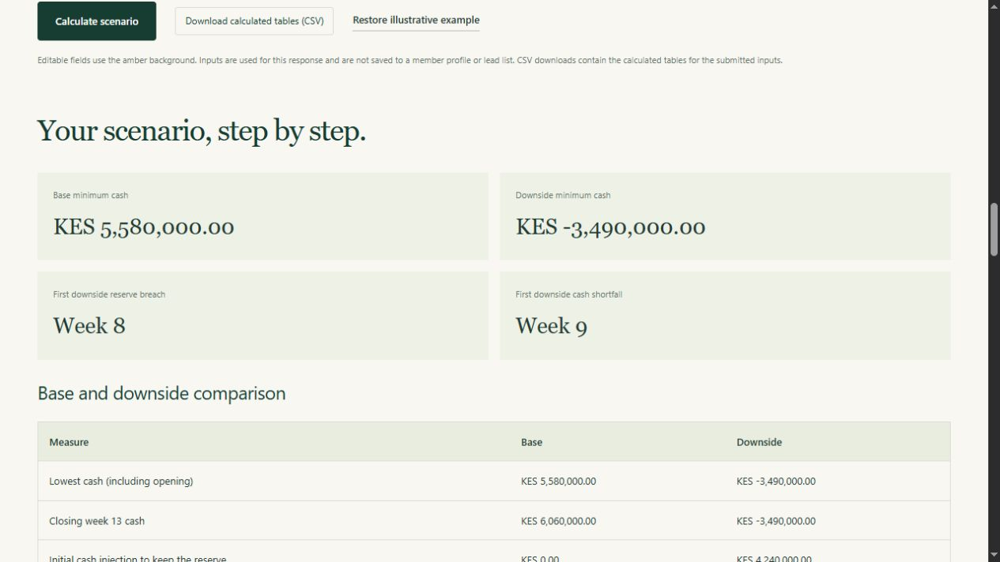 Calculate scenario Download calculated tables (CSV) Restore illustrative example
Editable fields use the amber background. Inputs are used for this response and are not saved to a member profile or lead list. CSV downloads contain the calculated tables for the submitted inputs.
Your scenario, step by step.
Base minimum cash
KES 5,580,000.00
Downside minimum cash
KES -3,490,000.00
First downside reserve breach
Week 8
First downside cash shortfall
Week 9
Base and downside comparison
Measure Base Downside
Lowest cash (including opening) KES 5,580,000.00 KES -3,490,000.00
Closing week 13 cash KES 6,060,000.00 KES -3,490,000.00
Initial cash injection to keep the reserve KES 0.00 KES 4,240,000.00